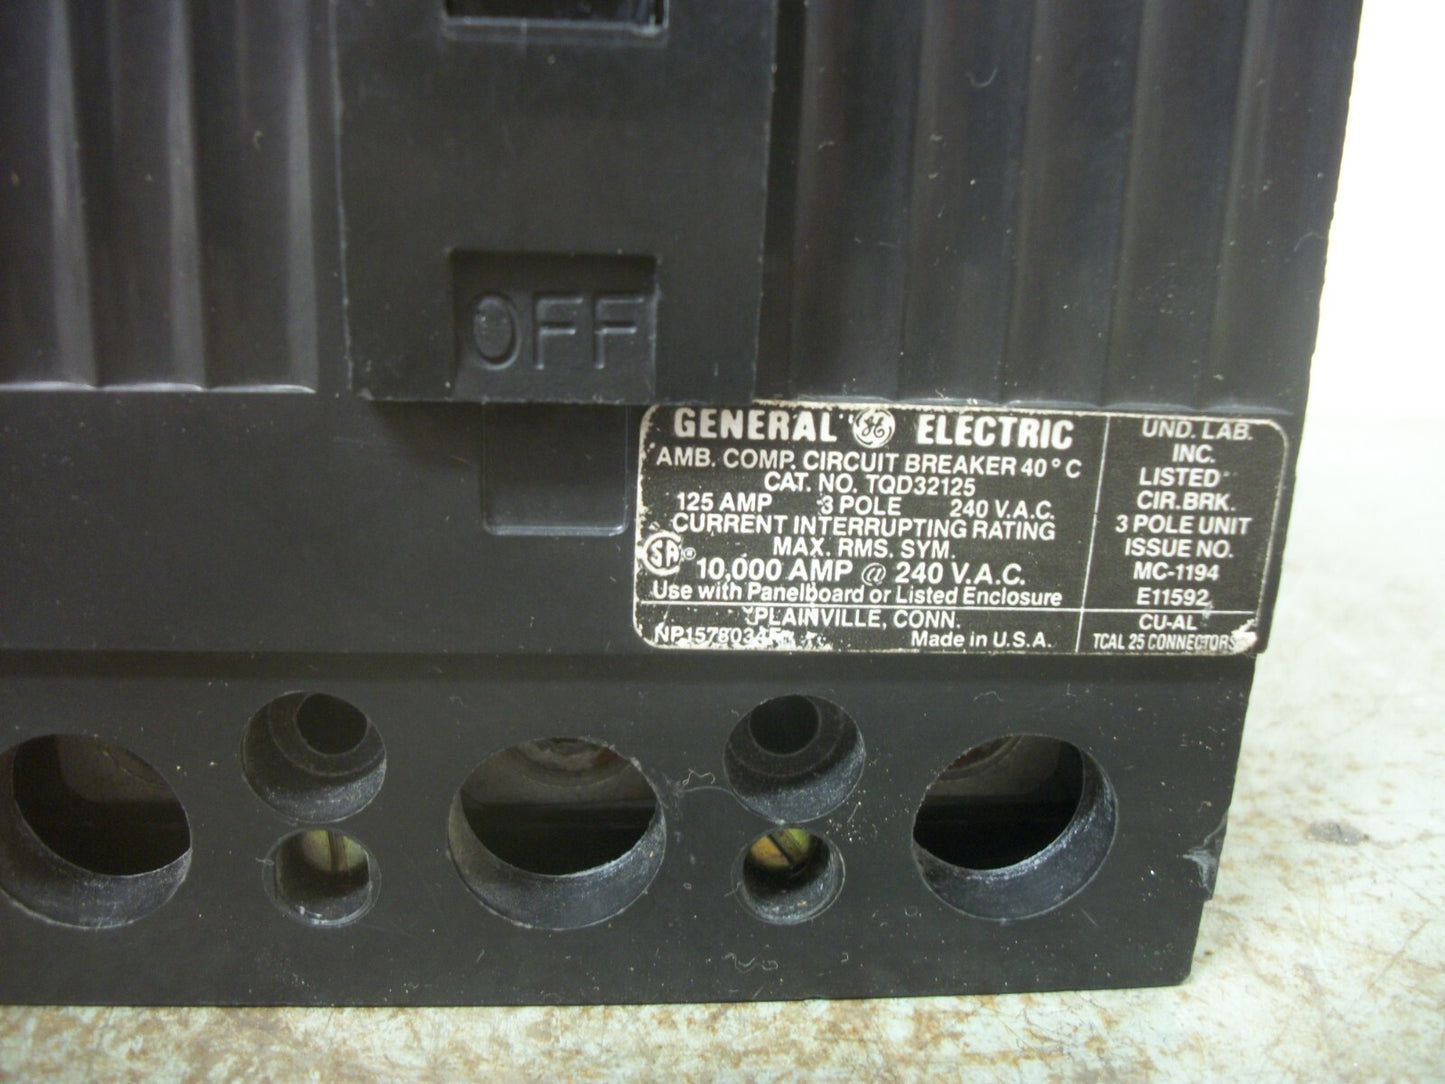 OFF
GENERAL GE ELECTRIC
AMB. COMP. CIRCUIT BREAKER 40° C
CAT. NO. TQD32125
125 AMP 3 POLE 240 V.A.C.
CURRENT INTERRUPTING RATING
MAX. RMS. SYM.
SA® 10,000 AMP @ 240 V.A.C.
Use with Panelboard or Listed Enclosure
PLAINVILLE, CONN.
Made in U.S.A.
UND. LAB.
INC.
LISTED
CIR. BRK.
3 POLE UNIT
ISSUE NO.
MC-1194
E11592
CU-AL
TCAL 25 CONNECTORS